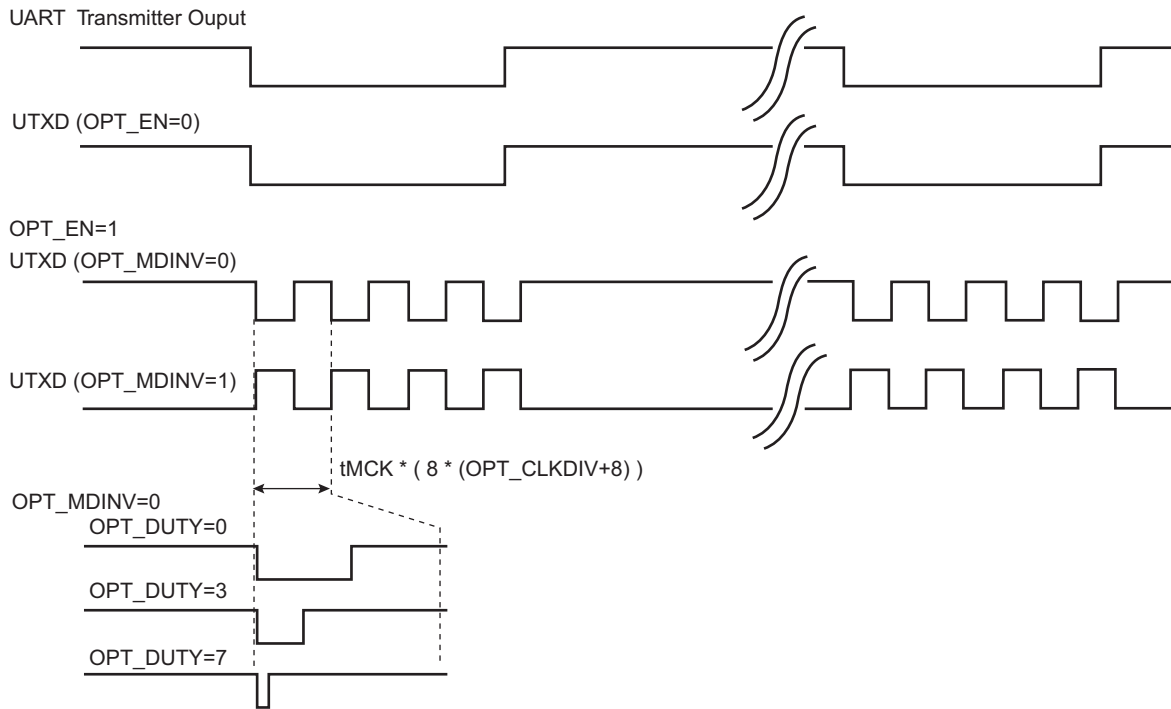 UART Transmitter Ouput
UTXD (OPT_EN=0)
OPT_EN=1
UTXD (OPT_MDINV=0)
UTXD (OPT_MDINV=1)
tMCK * ( 8 * (OPT_CLKDIV+8) )
OPT_MDINV=0
OPT_DUTY=0
OPT_DUTY=3
OPT_DUTY=7